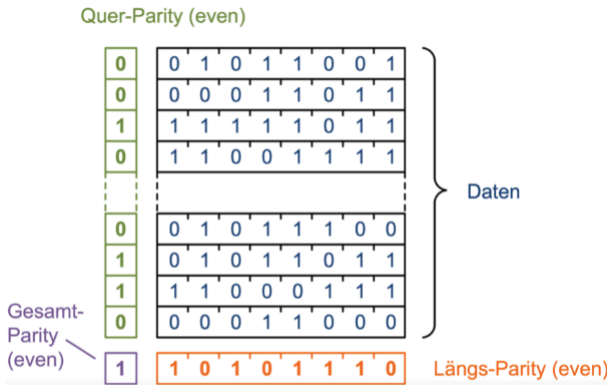 Quer-Parity (even)
0 0 1 0 1 1 0 0 1
0 0 0 0 1 1 0 1 1
1 1 1 1 1 1 0 1 1
0 1 1 0 0 1 1 1 1
Daten
0 0 1 0 1 1 1 0 0
1 0 1 0 1 1 0 1 1
1 1 1 0 0 0 1 1 1
0 0 0 0 1 1 0 0 0
Gesamt-
Parity
(even)
1 1 0 1 0 1 1 1 0
Längs-Parity (even)